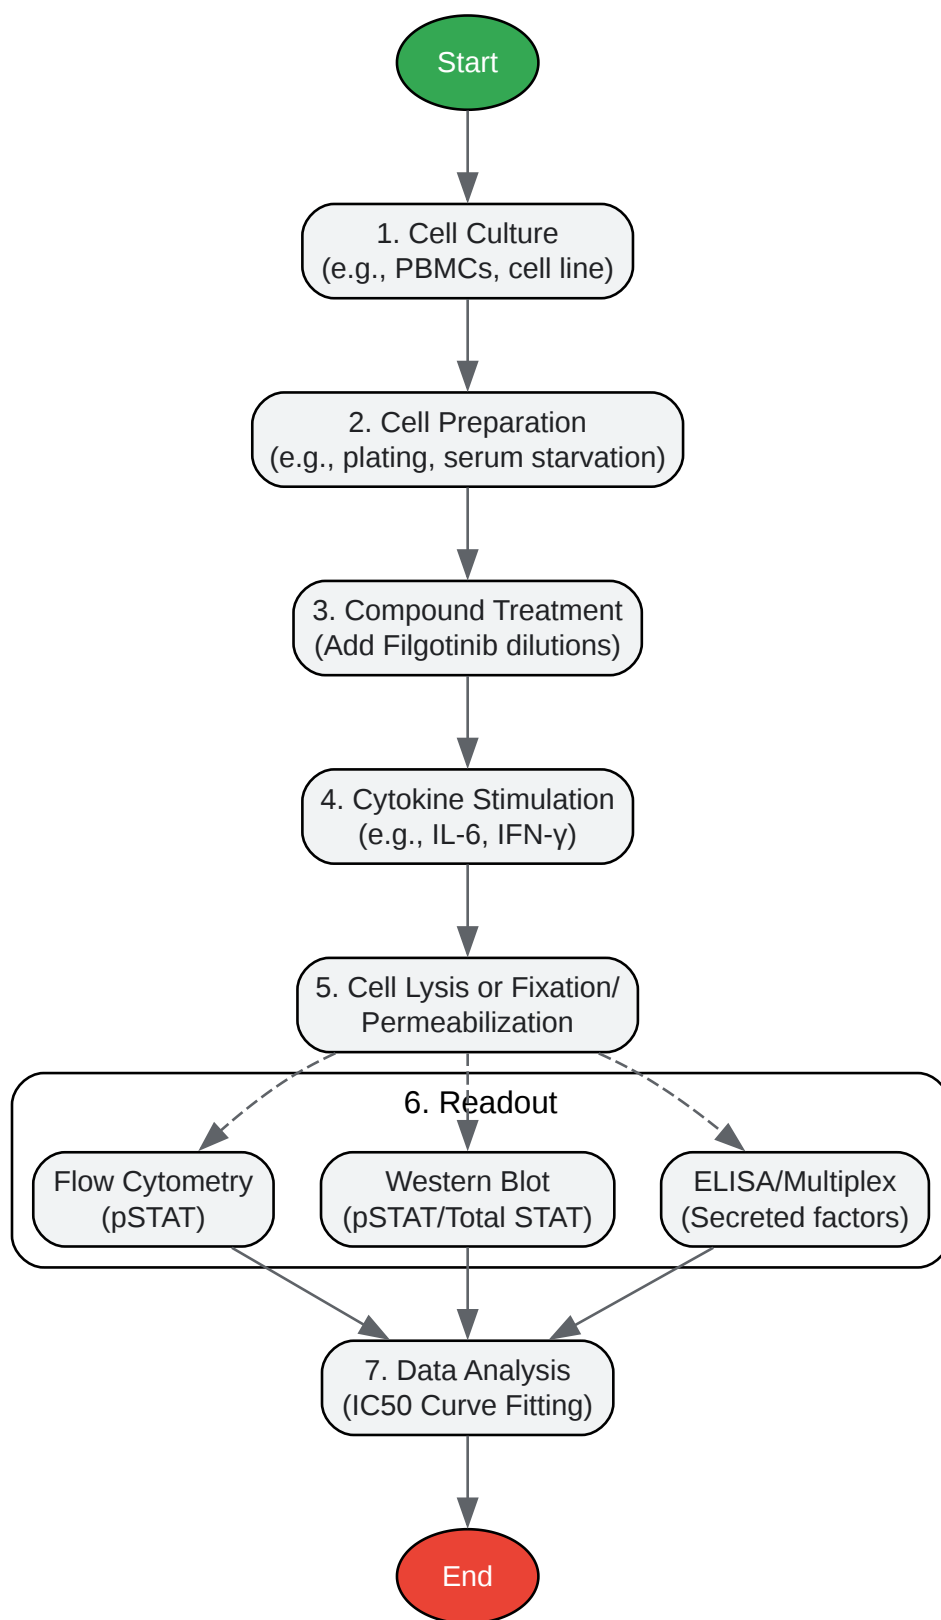 Start
1. Cell Culture
(e.g., PBMCs, cell line)
2. Cell Preparation
(e.g., plating, serum starvation)
3. Compound Treatment
(Add Filgotinib dilutions)
4. Cytokine Stimulation
(e.g., IL-6, IFN-γ)
5. Cell Lysis or Fixation/
Permeabilization
6. Readout
Flow Cytometry
(pSTAT)
Western Blot
(pSTAT/Total STAT)
ELISA/Multiplex
(Secreted factors)
7. Data Analysis
(IC50 Curve Fitting)
End